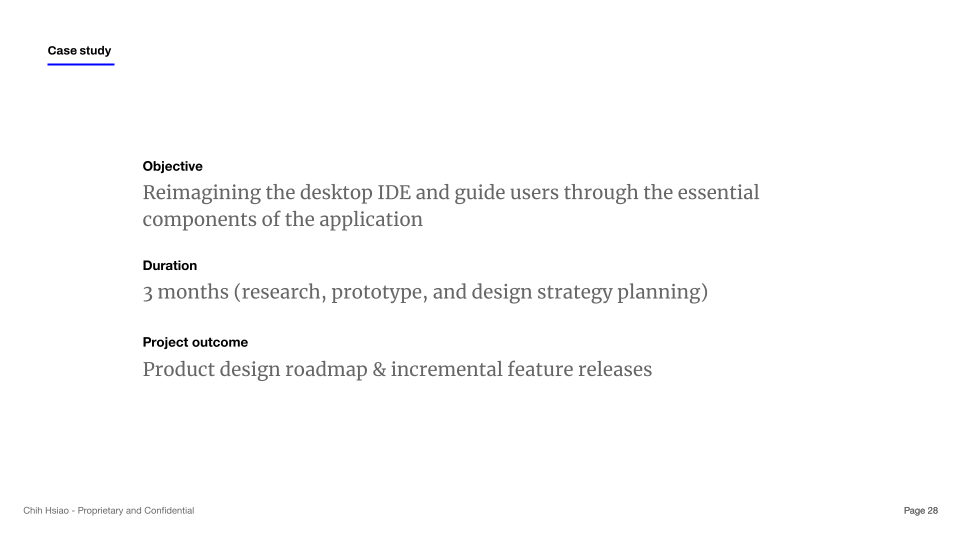 Case study
Objective
Reimagining the desktop IDE and guide users through the essential
components of the application
Duration
3 months (research, prototype, and design strategy planning)
Project outcome
Product design roadmap & incremental feature releases
Chih Hsiao - Proprietary and Confidential
Page 28